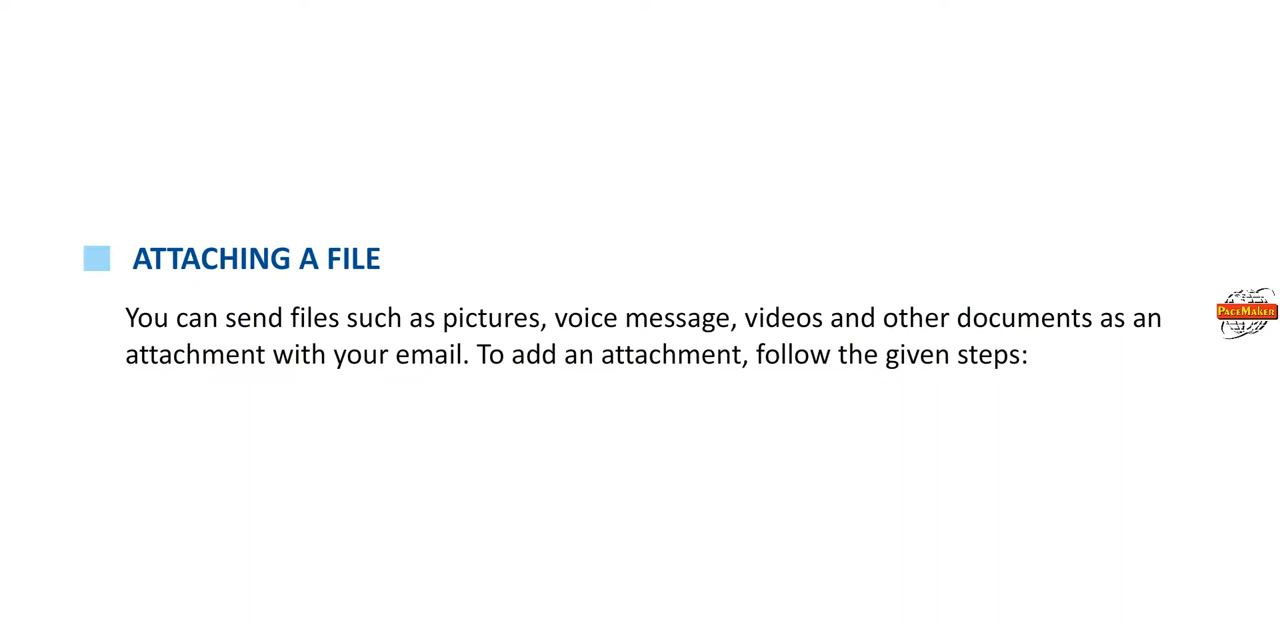 ATTACHING A FILE
You can send files such as pictures, voice message, videos and other documents as an
attachment with your email. To add an attachment, follow the given steps:
PACEMAKER